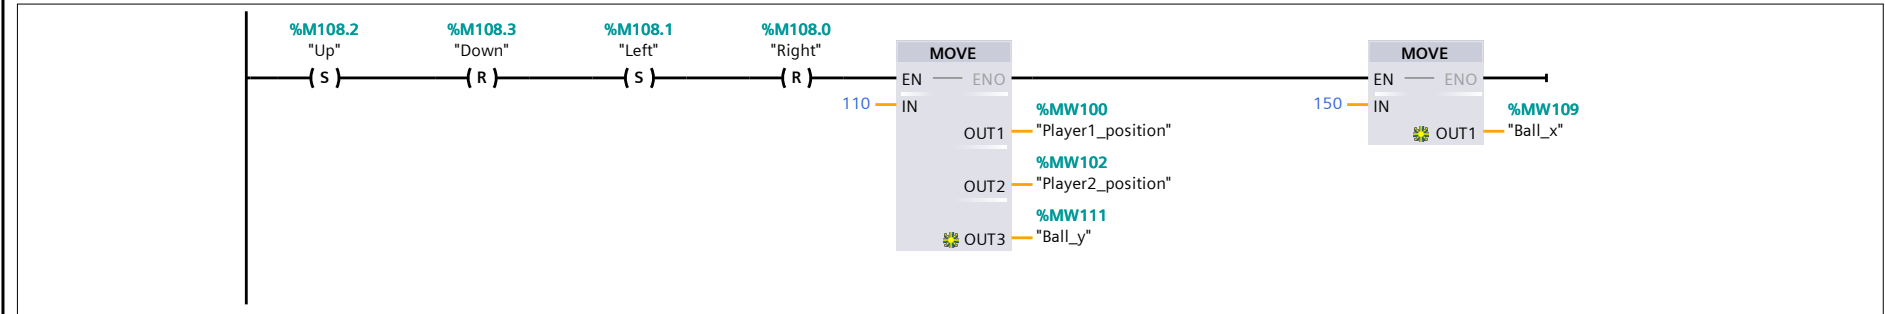 %M108.2 %M108.3 %M108.1 %M108.0
"Up" "Down" "Left" "Right"
S R S R
MOVE MOVE
EN ENO EN ENO
110 IN 150 IN
%MW100 %MW109
OUT1 "Player1_position" OUT1 "Ball_x"
%MW102
OUT2 "Player2_position"
%MW111
OUT3 "Ball_y"